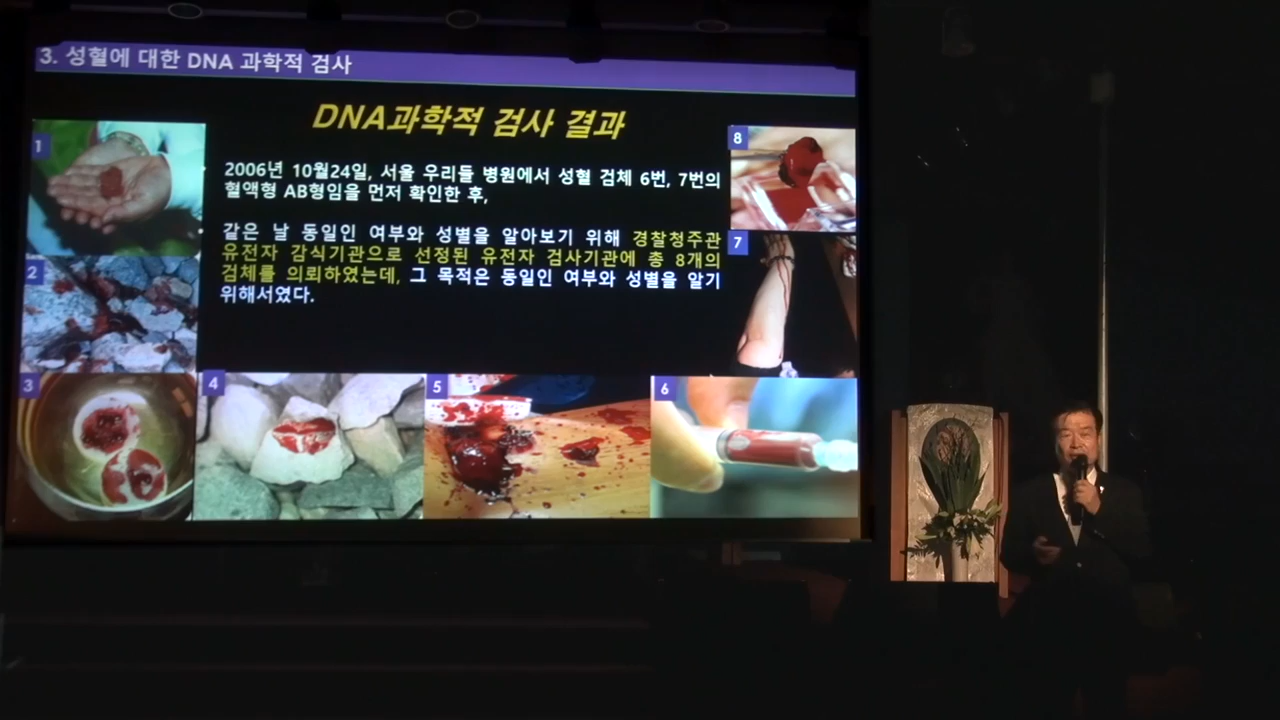 3. 성혈에 대한 DNA 과학적 검사
DNA과학적 검사 결과
2006년 10월24일, 서울 우리들 병원에서 성혈 검체 6번, 7번의
혈액형 AB형임을 먼저 확인한 후,
같은 날 동일인 여부와 성별을 알아보기 위해 경찰청주관
유전자 감식기관으로 선정된 유전자 검사기관에 총 8개의
검체를 의뢰하였는데, 그 목적은 동일인 여부와 성별을 알기
위해서였다.
1
2
3
4
5
6
7
8